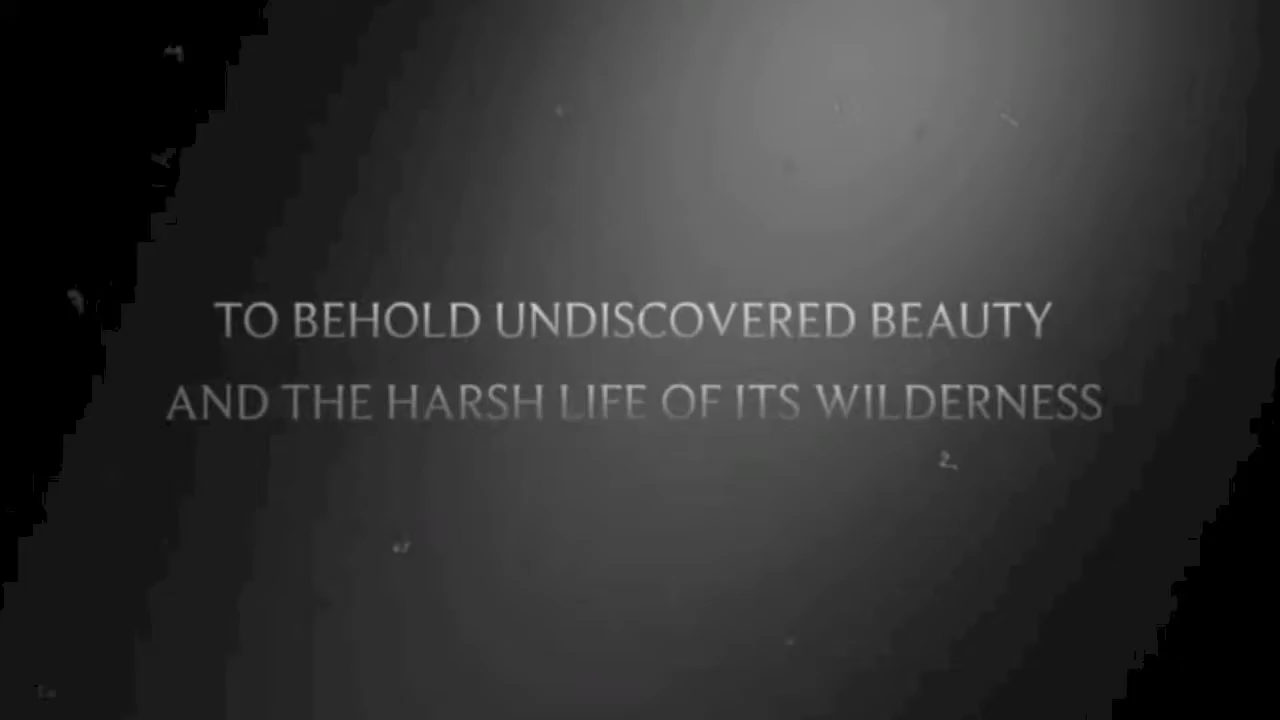 TO BEHOLD UNDISCOVERED BEAUTY
AND THE HARSH LIFE OF ITS WILDERNESS